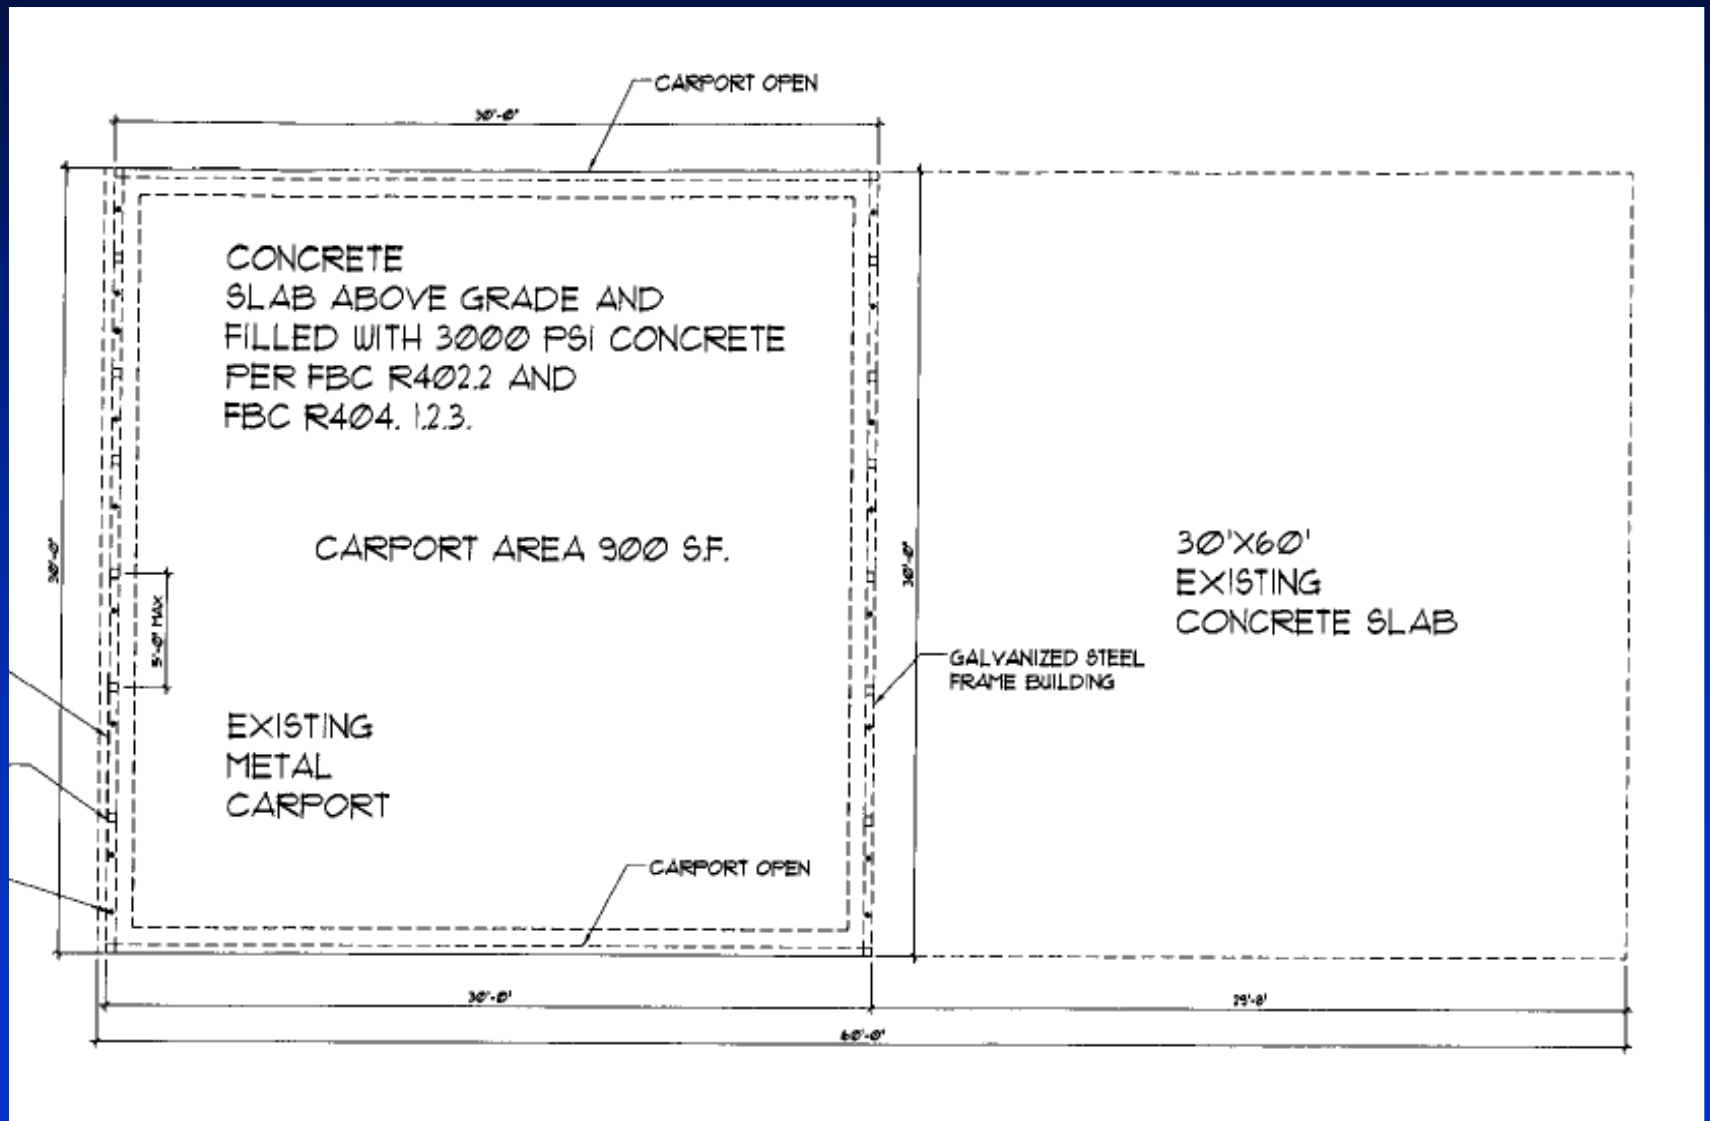 CARPORT OPEN
30'-0"
CONCRETE
SLAB ABOVE GRADE AND
FILLED WITH 3000 PSI CONCRETE
PER FBC R402.2 AND
FBC R404. 1.2.3.
CARPORT AREA 900 S.F.
30'-0"
5'-0" MAX
30'-0"
30'X60'
EXISTING
CONCRETE SLAB
GALVANIZED STEEL
FRAME BUILDING
EXISTING
METAL
CARPORT
CARPORT OPEN
30'-0"
60'-0"